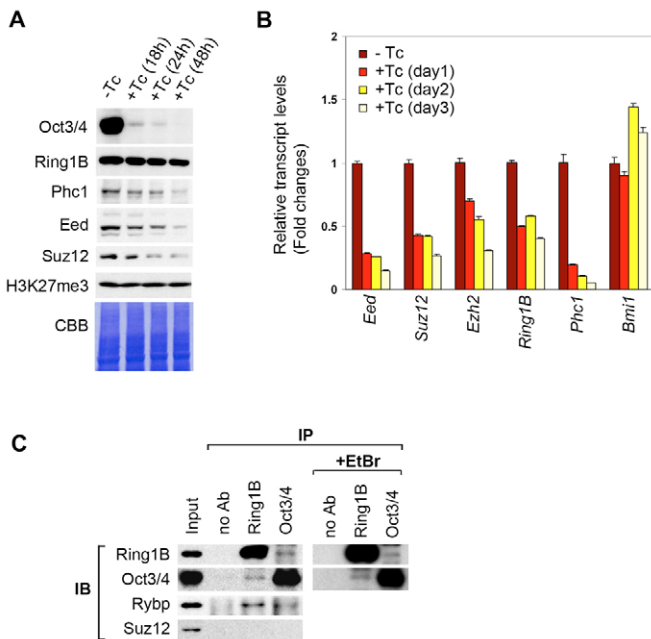 A
-Tc
+Tc (18h)
+Tc (24h)
+Tc (48h)
Oct3/4
Ring1B
Phc1
Eed
Suz12
H3K27me3
CBB
B
Relative transcript levels
(Fold changes)
2
1.5
1
0.5
0
- Tc
+Tc (day1)
+Tc (day2)
+Tc (day3)
Eed
Suz12
Ezh2
Ring1B
Phc1
Bmi1
C
IP
+EtBr
Input
no Ab
Ring1B
Oct3/4
no Ab
Ring1B
Oct3/4
IB
Ring1B
Oct3/4
Rybp
Suz12